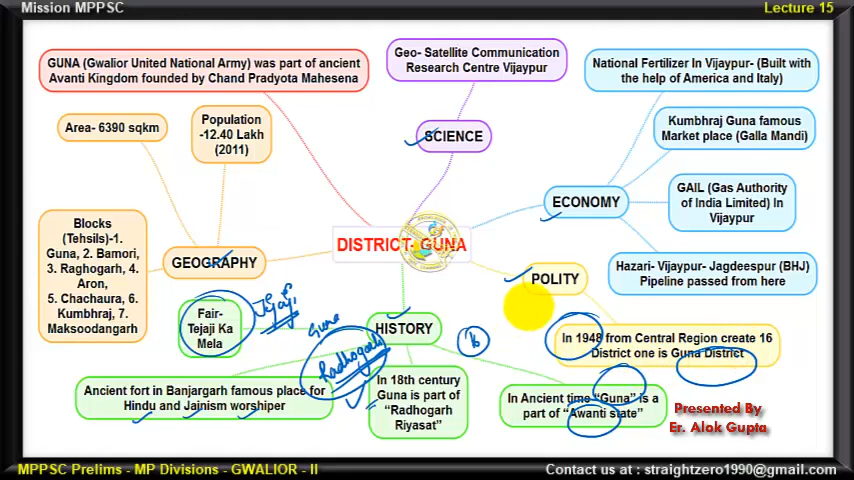 Mission MPPSC
Lecture 15
GUNA (Gwalior United National Army) was part of ancient
Avanti Kingdom founded by Chand Pradyota Mahesena
Geo- Satellite Communication
Research Centre Vijaypur
National Fertilizer In Vijaypur- (Built with
the help of America and Italy)
Area- 6390 sqkm
Population
-12.40 Lakh
(2011)
SCIENCE
Kumbhraj Guna famous
Market place (Galla Mandi)
ECONOMY
GAIL (Gas Authority
of India Limited) In
Vijaypur
Blocks
(Tehsils)-1.
Guna, 2. Bamori,
3. Raghogarh, 4.
Aron,
5. Chachaura, 6.
Kumbhraj, 7.
Maksoodangarh
GEOGRAPHY
DISTRICT- GUNA
POLITY
Hazari- Vijaypur- Jagdeespur (BHJ)
Pipeline passed from here
Fair-
Tejaji Ka
Mela
Guna
HISTORY
16
Radhogarh
In 1948 from Central Region create 16
District one is Guna District
Ancient fort in Banjargarh famous place for
Hindu and Jainism worshiper
In 18th century
Guna is part of
“Radhogarh
Riyasat”
In Ancient time “Guna” is a
part of “Awanti state”
Presented By
Er. Alok Gupta
MPPSC Prelims - MP Divisions - GWALIOR - II
Contact us at : straightzero1990@gmail.com